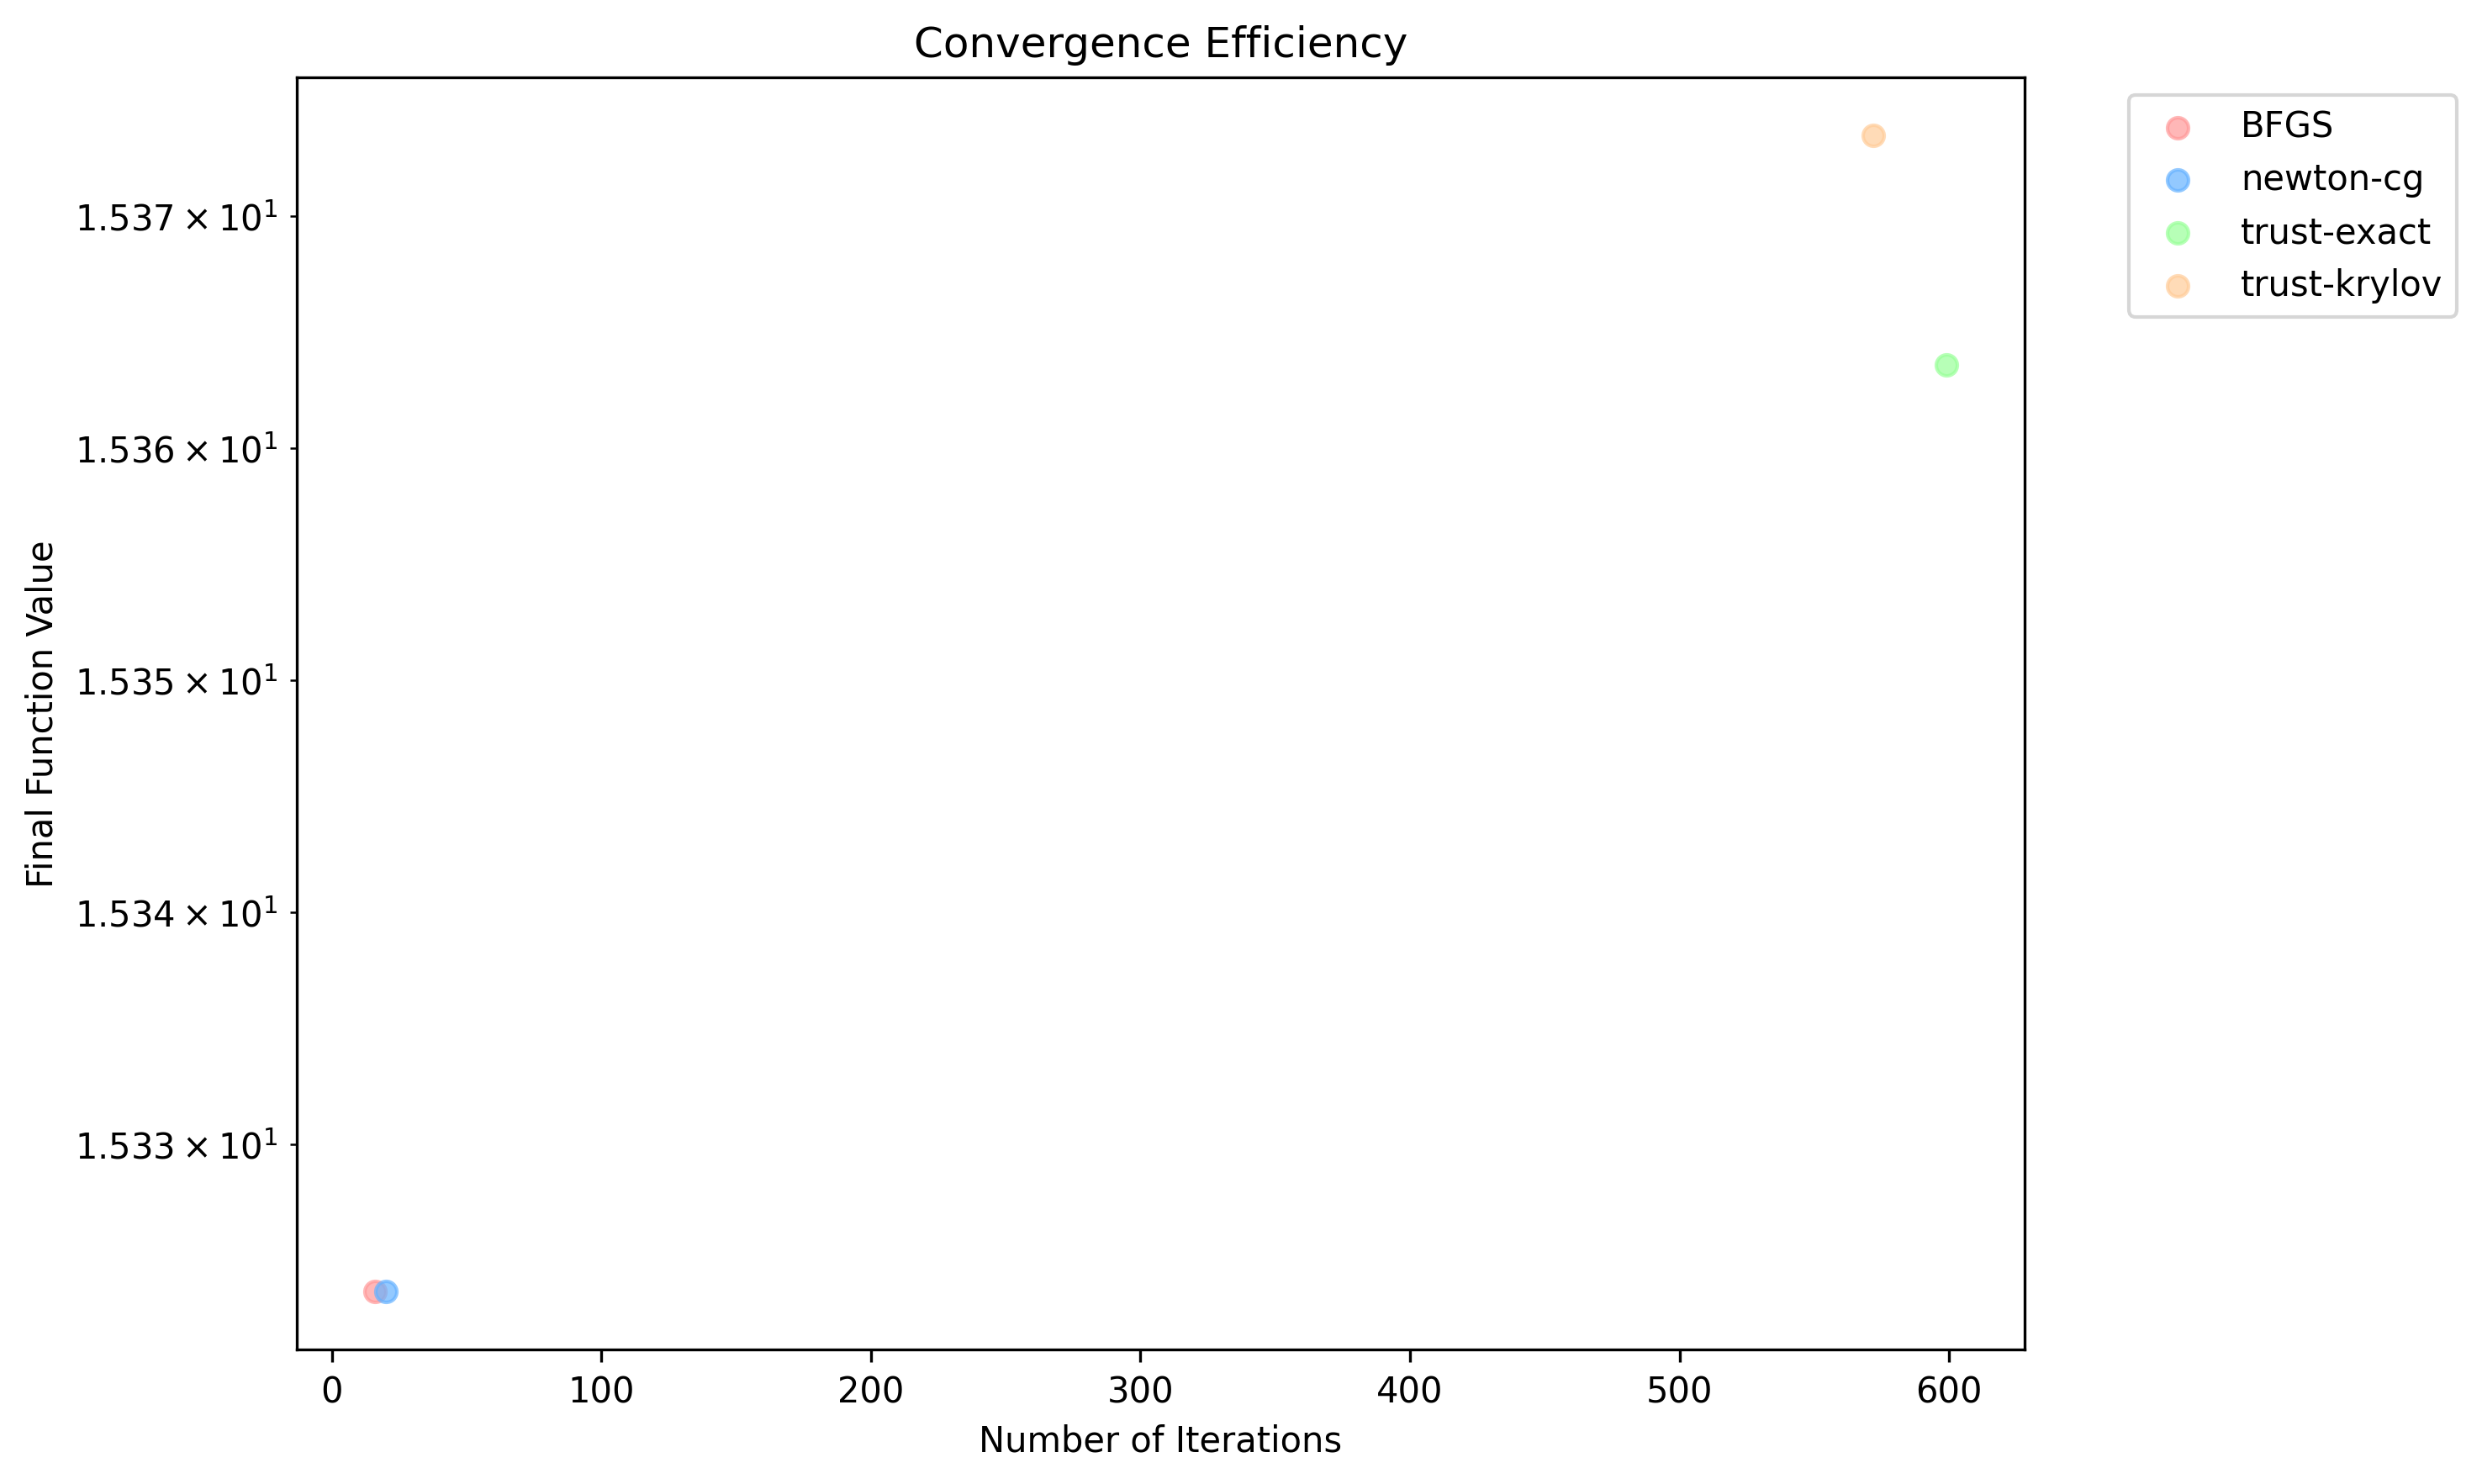 Convergence Efficiency
BFGS
newton-cg
trust-exact
trust-krylov
1.537 × 10¹
1.536 × 10¹
1.535 × 10¹
1.534 × 10¹
1.533 × 10¹
Final Function Value
0 100 200 300 400 500 600
Number of Iterations